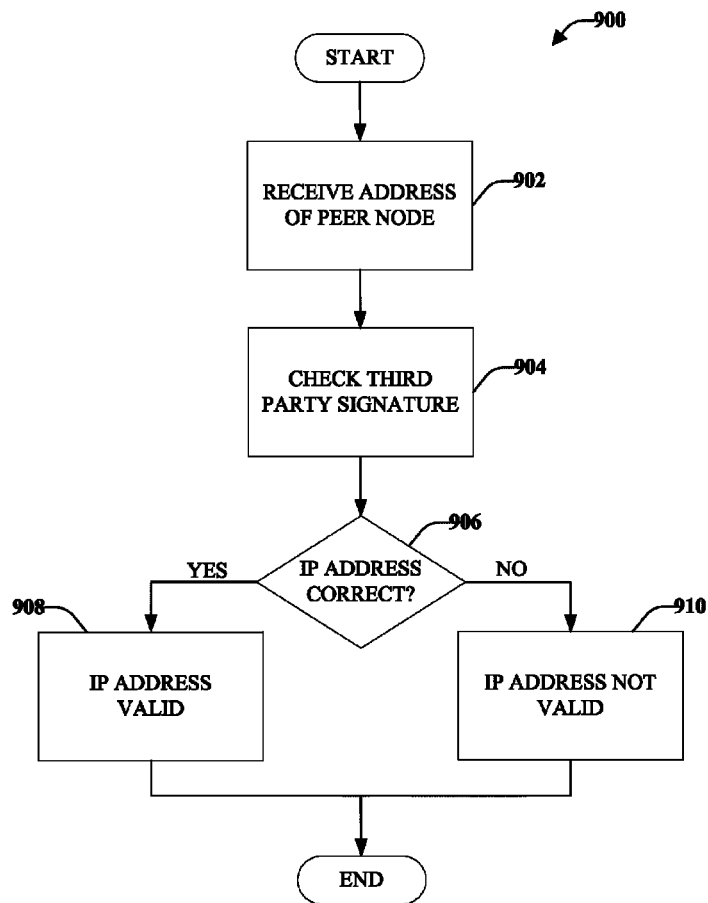 900
START
RECEIVE ADDRESS
OF PEER NODE
902
CHECK THIRD
PARTY SIGNATURE
904
906
IP ADDRESS
CORRECT?
YES
NO
908
IP ADDRESS
VALID
910
IP ADDRESS NOT
VALID
END